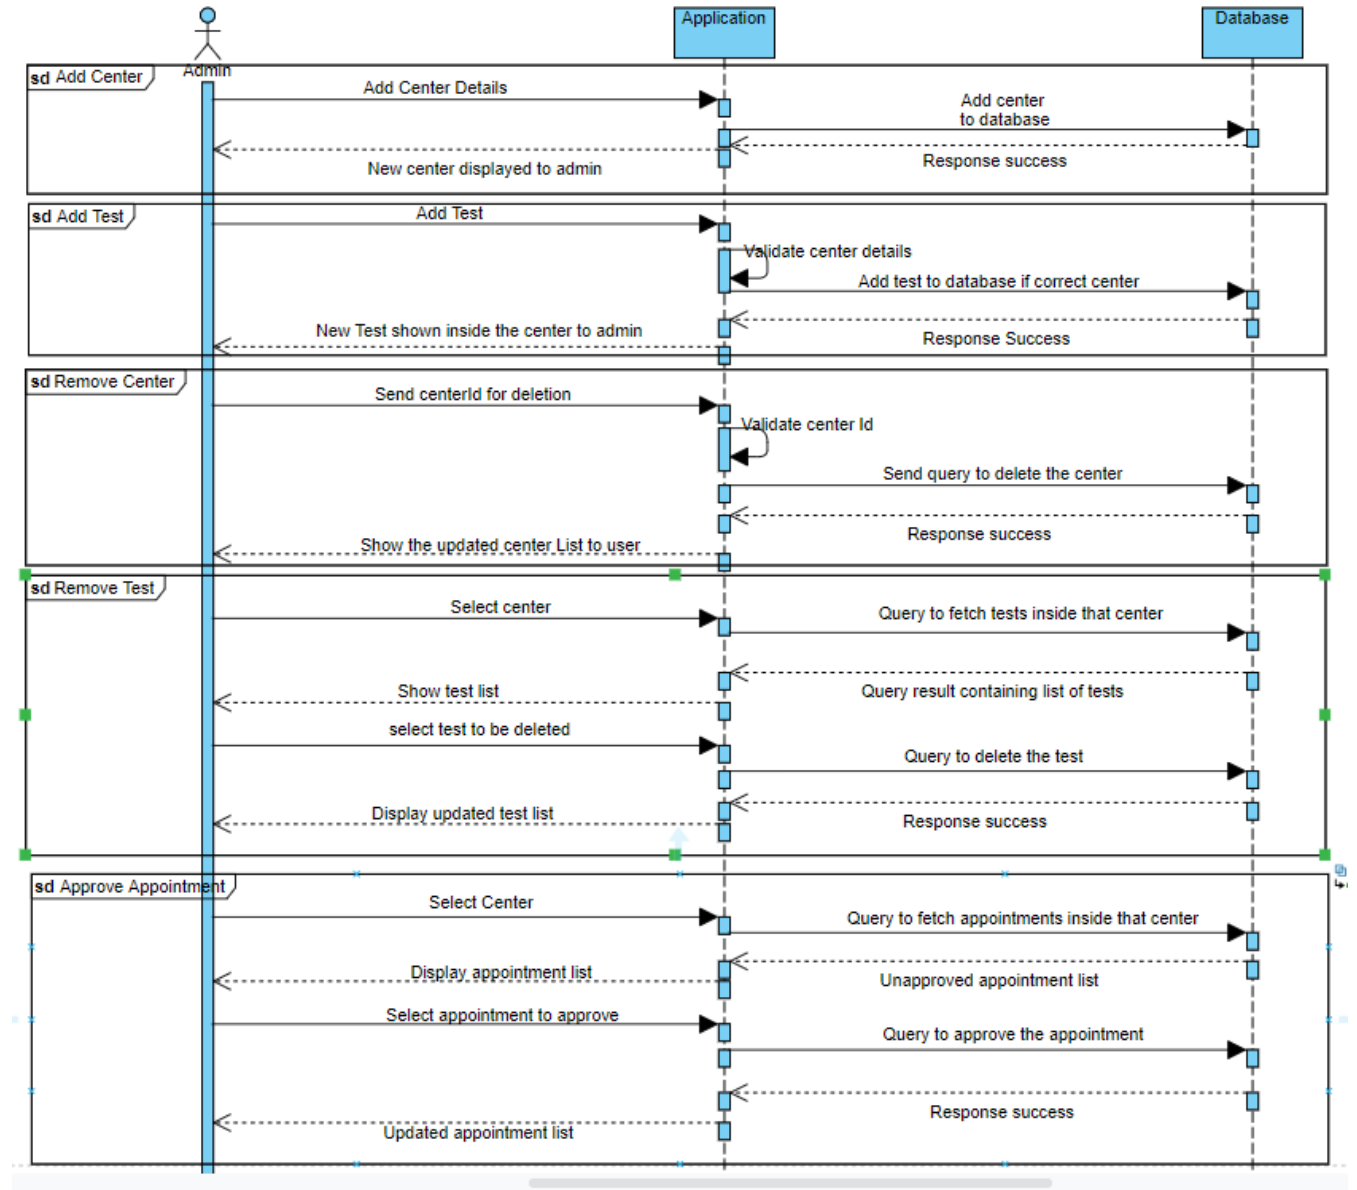 Application
Database
Admin
sd Add Center
Add Center Details
Add center
to database
Response success
New center displayed to admin
sd Add Test
Add Test
Validate center details
Add test to database if correct center
New Test shown inside the center to admin
Response Success
sd Remove Center
Send centerId for deletion
Validate center Id
Send query to delete the center
Response success
Show the updated center List to user
sd Remove Test
Select center
Query to fetch tests inside that center
Show test list
Query result containing list of tests
select test to be deleted
Query to delete the test
Display updated test list
Response success
sd Approve Appointment
Select Center
Query to fetch appointments inside that center
Display appointment list
Unapproved appointment list
Select appointment to approve
Query to approve the appointment
Response success
Updated appointment list